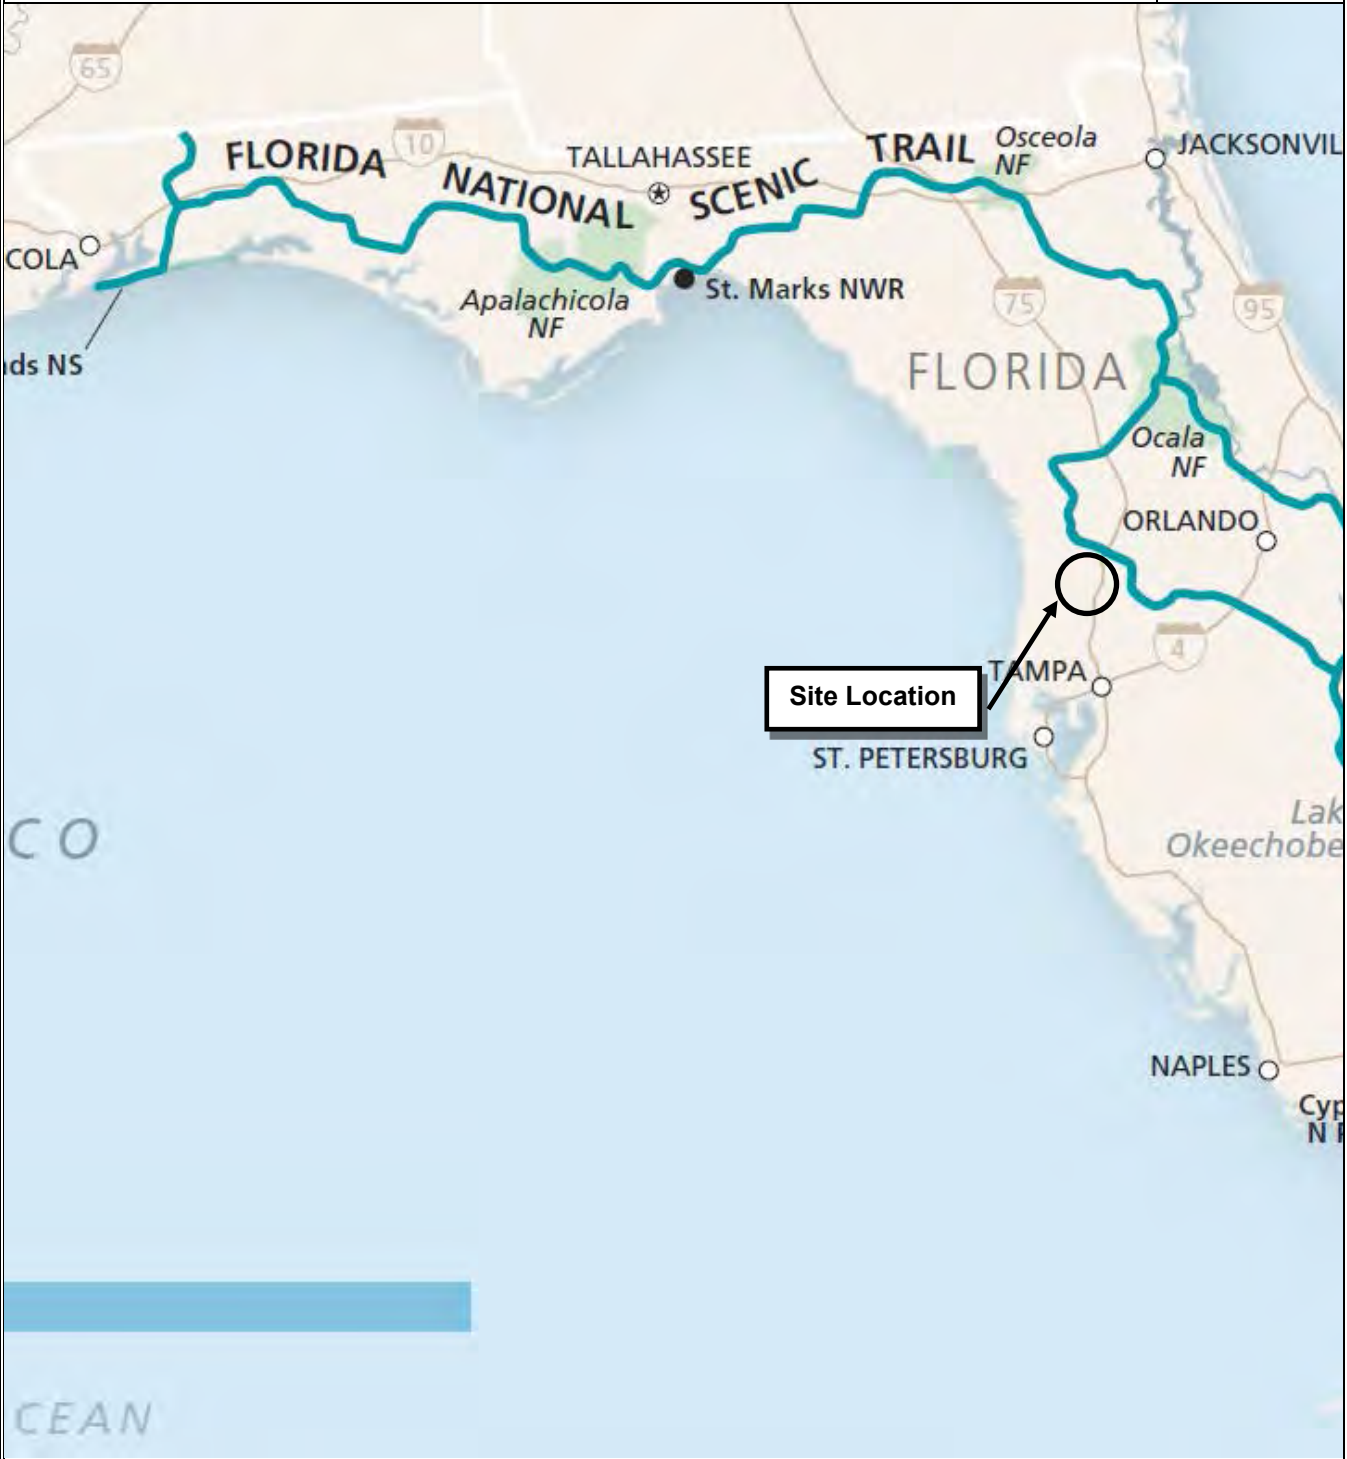 65
10
FLORIDA
NATIONAL
SCENIC
TRAIL
TALLAHASSEE
Osceola
NF
JACKSONVIL
COLA
Apalachicola
NF
St. Marks NWR
75
95
ds NS
FLORIDA
Ocala
NF
ORLANDO
4
TAMPA
Site Location
ST. PETERSBURG
CO
Lak
Okeechobe
NAPLES
Cyp
N P
CEAN